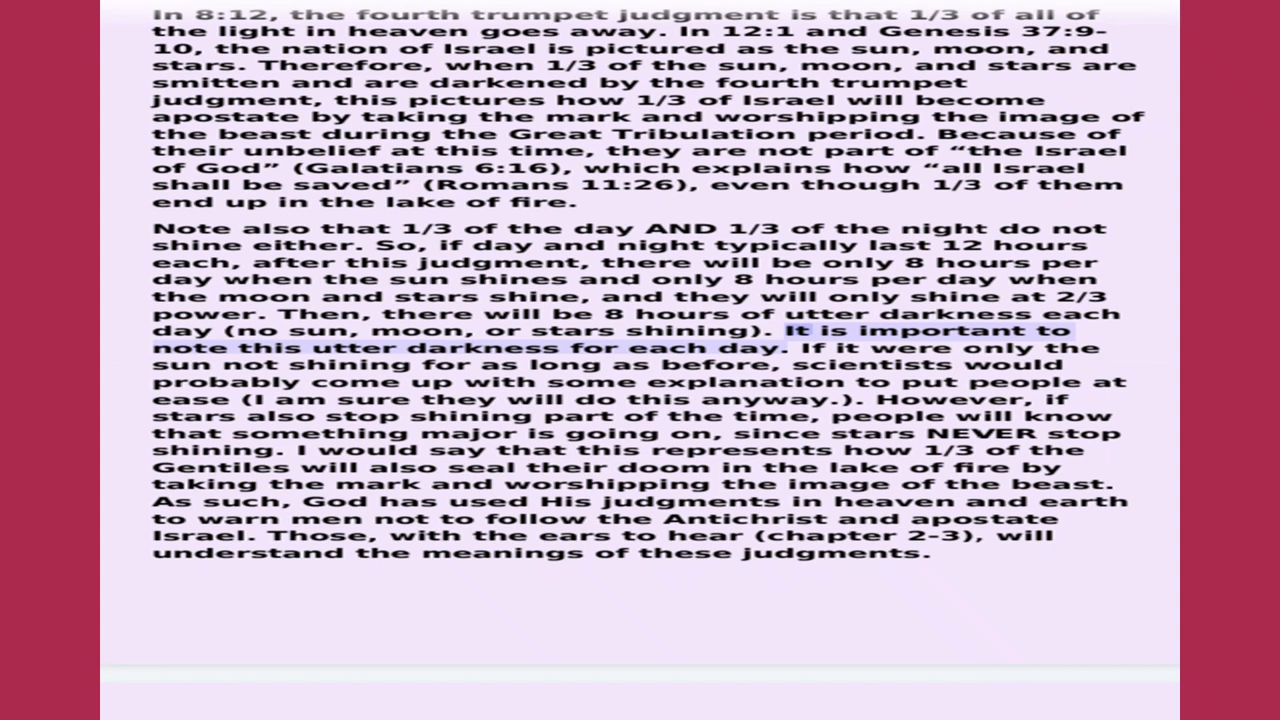 In 8:12, the fourth trumpet judgment is that 1/3 of all of
the light in heaven goes away. In 12:1 and Genesis 37:9-
10, the nation of Israel is pictured as the sun, moon, and
stars. Therefore, when 1/3 of the sun, moon, and stars are
smitten and are darkened by the fourth trumpet
judgment, this pictures how 1/3 of Israel will become
apostate by taking the mark and worshipping the image of
the beast during the Great Tribulation period. Because of
their unbelief at this time, they are not part of “the Israel
of God” (Galatians 6:16), which explains how “all Israel
shall be saved” (Romans 11:26), even though 1/3 of them
end up in the lake of fire.
Note also that 1/3 of the day AND 1/3 of the night do not
shine either. So, if day and night typically last 12 hours
each, after this judgment, there will be only 8 hours per
day when the sun shines and only 8 hours per day when
the moon and stars shine, and they will only shine at 2/3
power. Then, there will be 8 hours of utter darkness each
day (no sun, moon, or stars shining). It is important to
note this utter darkness for each day. If it were only the
sun not shining for as long as before, scientists would
probably come up with some explanation to put people at
ease (I am sure they will do this anyway.). However, if
stars also stop shining part of the time, people will know
that something major is going on, since stars NEVER stop
shining. I would say that this represents how 1/3 of the
Gentiles will also seal their doom in the lake of fire by
taking the mark and worshipping the image of the beast.
As such, God has used His judgments in heaven and earth
to warn men not to follow the Antichrist and apostate
Israel. Those, with the ears to hear (chapter 2-3), will
understand the meanings of these judgments.